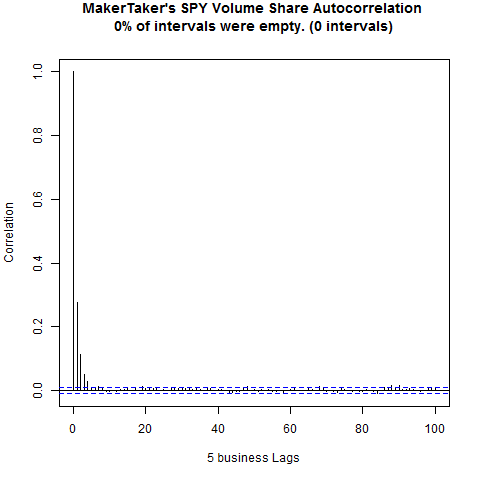 MakerTaker's SPY Volume Share Autocorrelation
0% of intervals were empty. (0 intervals)
Correlation
1.0
0.8
0.6
0.4
0.2
0.0
0 20 40 60 80 100
5 business Lags